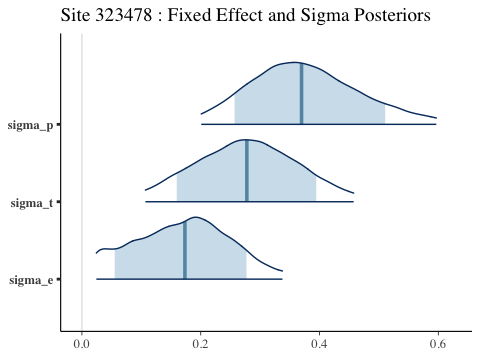 Site 323478 : Fixed Effect and Sigma Posteriors
sigma_p
sigma_t
sigma_e
0.0 0.2 0.4 0.6